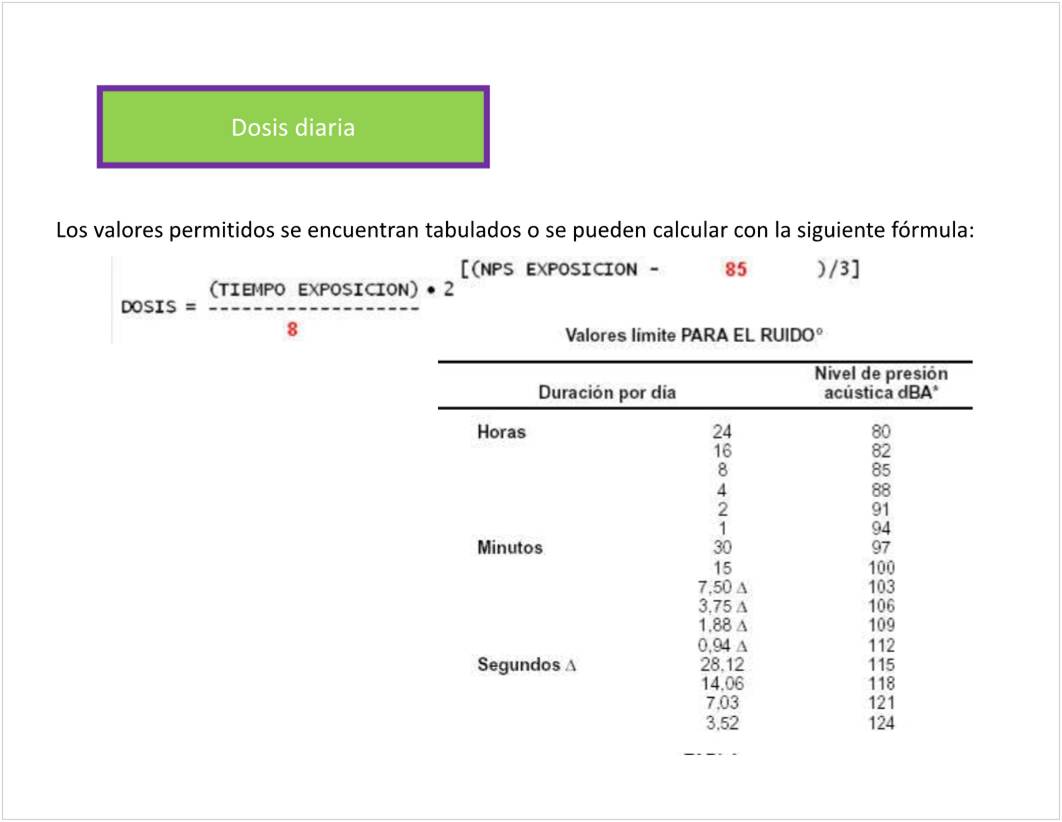 Dosis diaria
Los valores permitidos se encuentran tabulados o se pueden calcular con la siguiente fórmula:
[(NPS EXPOSICION - 85 )/3]
(TIEMPO EXPOSICION) • 2
DOSIS = -------------------
8
Valores límite PARA EL RUIDO°
Duración por día Nivel de presión
acústica dBA*
Horas 24 80
16 82
8 85
4 88
2 91
1 94
Minutos 30 97
15 100
7,50 Δ 103
3,75 Δ 106
1,88 Δ 109
0,94 Δ 112
Segundos Δ 28,12 115
14,06 118
7,03 121
3,52 124